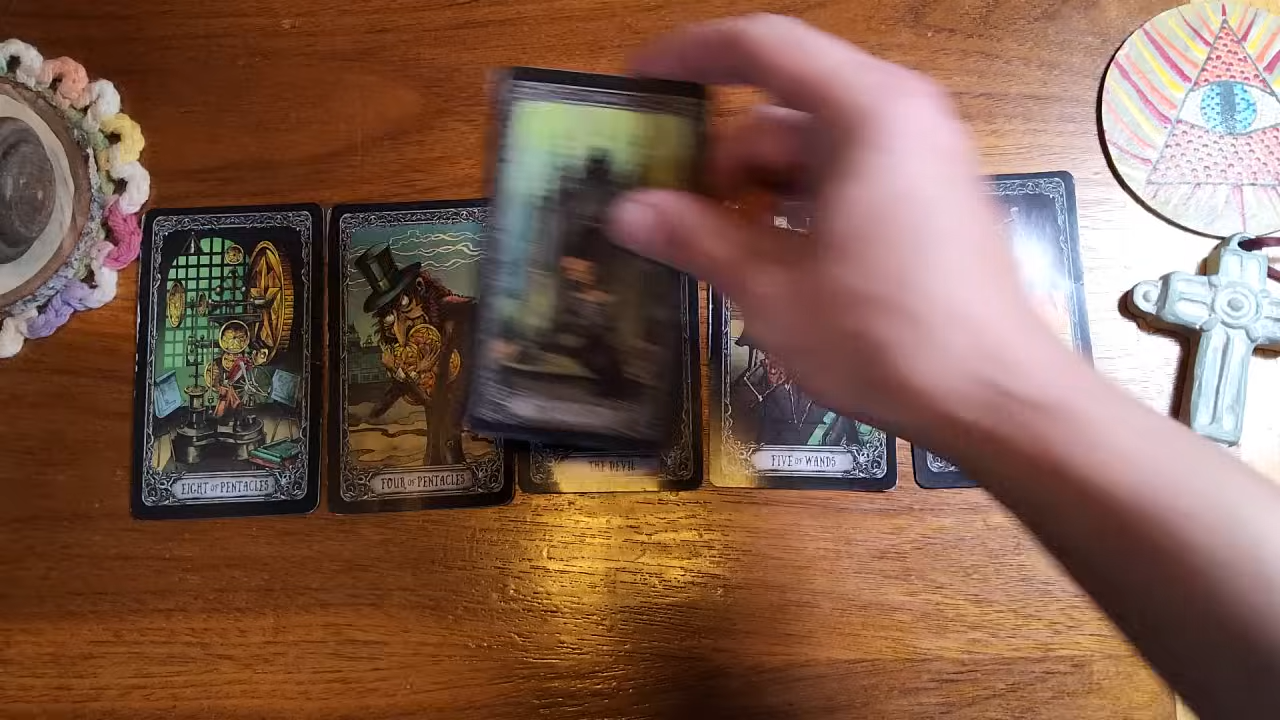 EIGHT OF PENTACLES
FOUR OF PENTACLES
THE DEVIL
FIVE OF WANDS